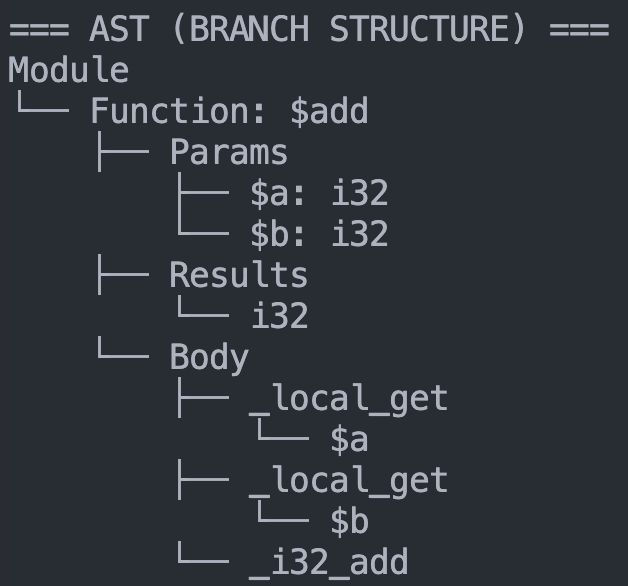 === AST (BRANCH STRUCTURE) ===
Module
└── Function: $add
    ├── Params
    │   ├── $a: i32
    │   └── $b: i32
    ├── Results
    │   └── i32
    └── Body
        ├── _local_get
        │   └── $a
        ├── _local_get
        │   └── $b
        └── _i32_add